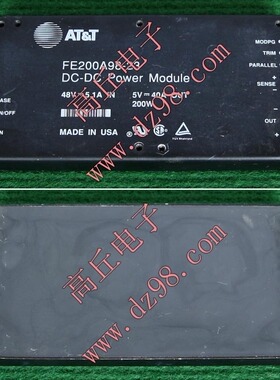 AT&T
MODPG
TRIM
PARALLEL
FE200A98-23
DC-DC Power Module
+
SENSE
-
48V 5.1A IN
5V 40A OUT
200W
ASE
ON/OFF
OUT
MADE IN USA
高丘电子
www.dz98.com
高丘电子
www.dz98.com